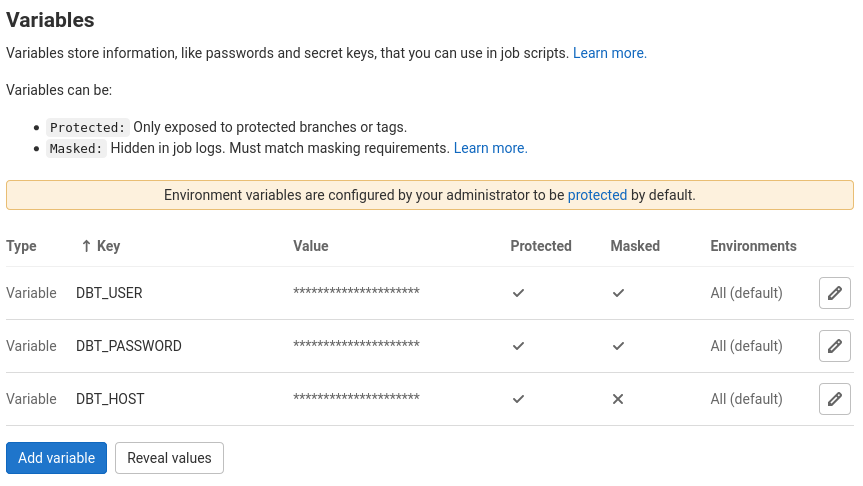 Variables
Variables store information, like passwords and secret keys, that you can use in job scripts. Learn more.
Variables can be:
• Protected: Only exposed to protected branches or tags.
• Masked: Hidden in job logs. Must match masking requirements. Learn more.
Environment variables are configured by your administrator to be protected by default.
Type ↑ Key Value Protected Masked Environments
Variable DBT_USER ********************* ✓ ✓ All (default)
Variable DBT_PASSWORD ********************* ✓ ✓ All (default)
Variable DBT_HOST ********************* ✓ ✕ All (default)
Add variable Reveal values